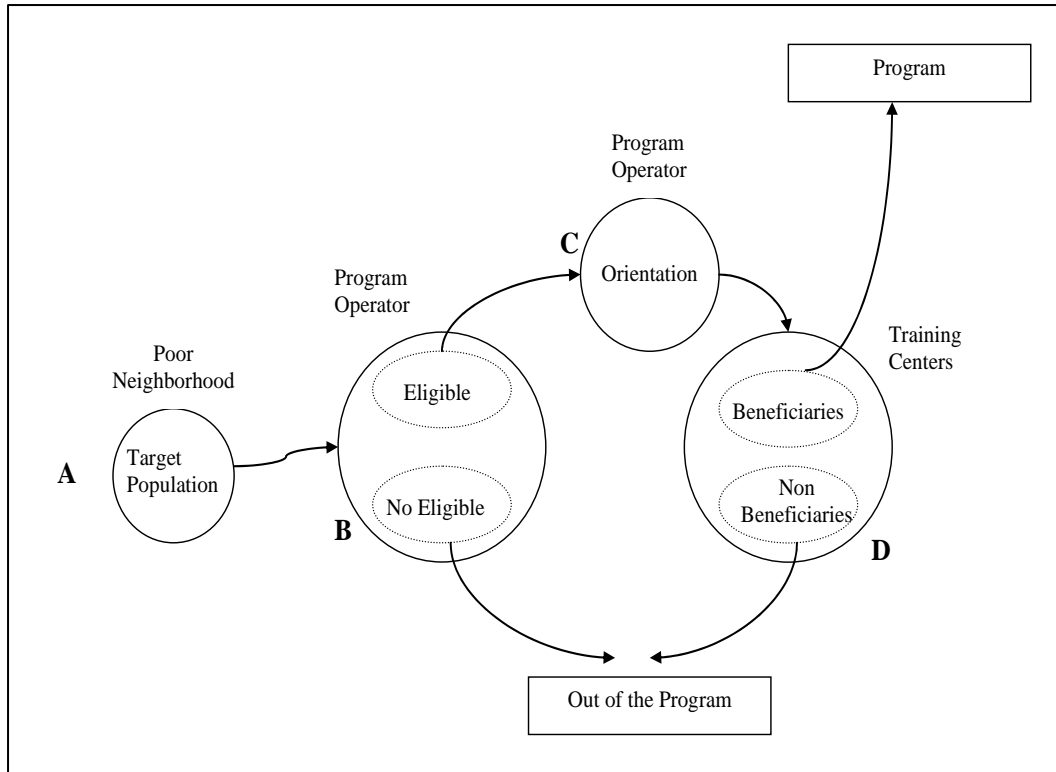 Program
Program
Operator
C
Orientation
Program
Operator
Training
Centers
Poor
Neighborhood
Eligible
Beneficiaries
A
Target
Population
No Eligible
Non
Beneficiaries
B
D
Out of the Program